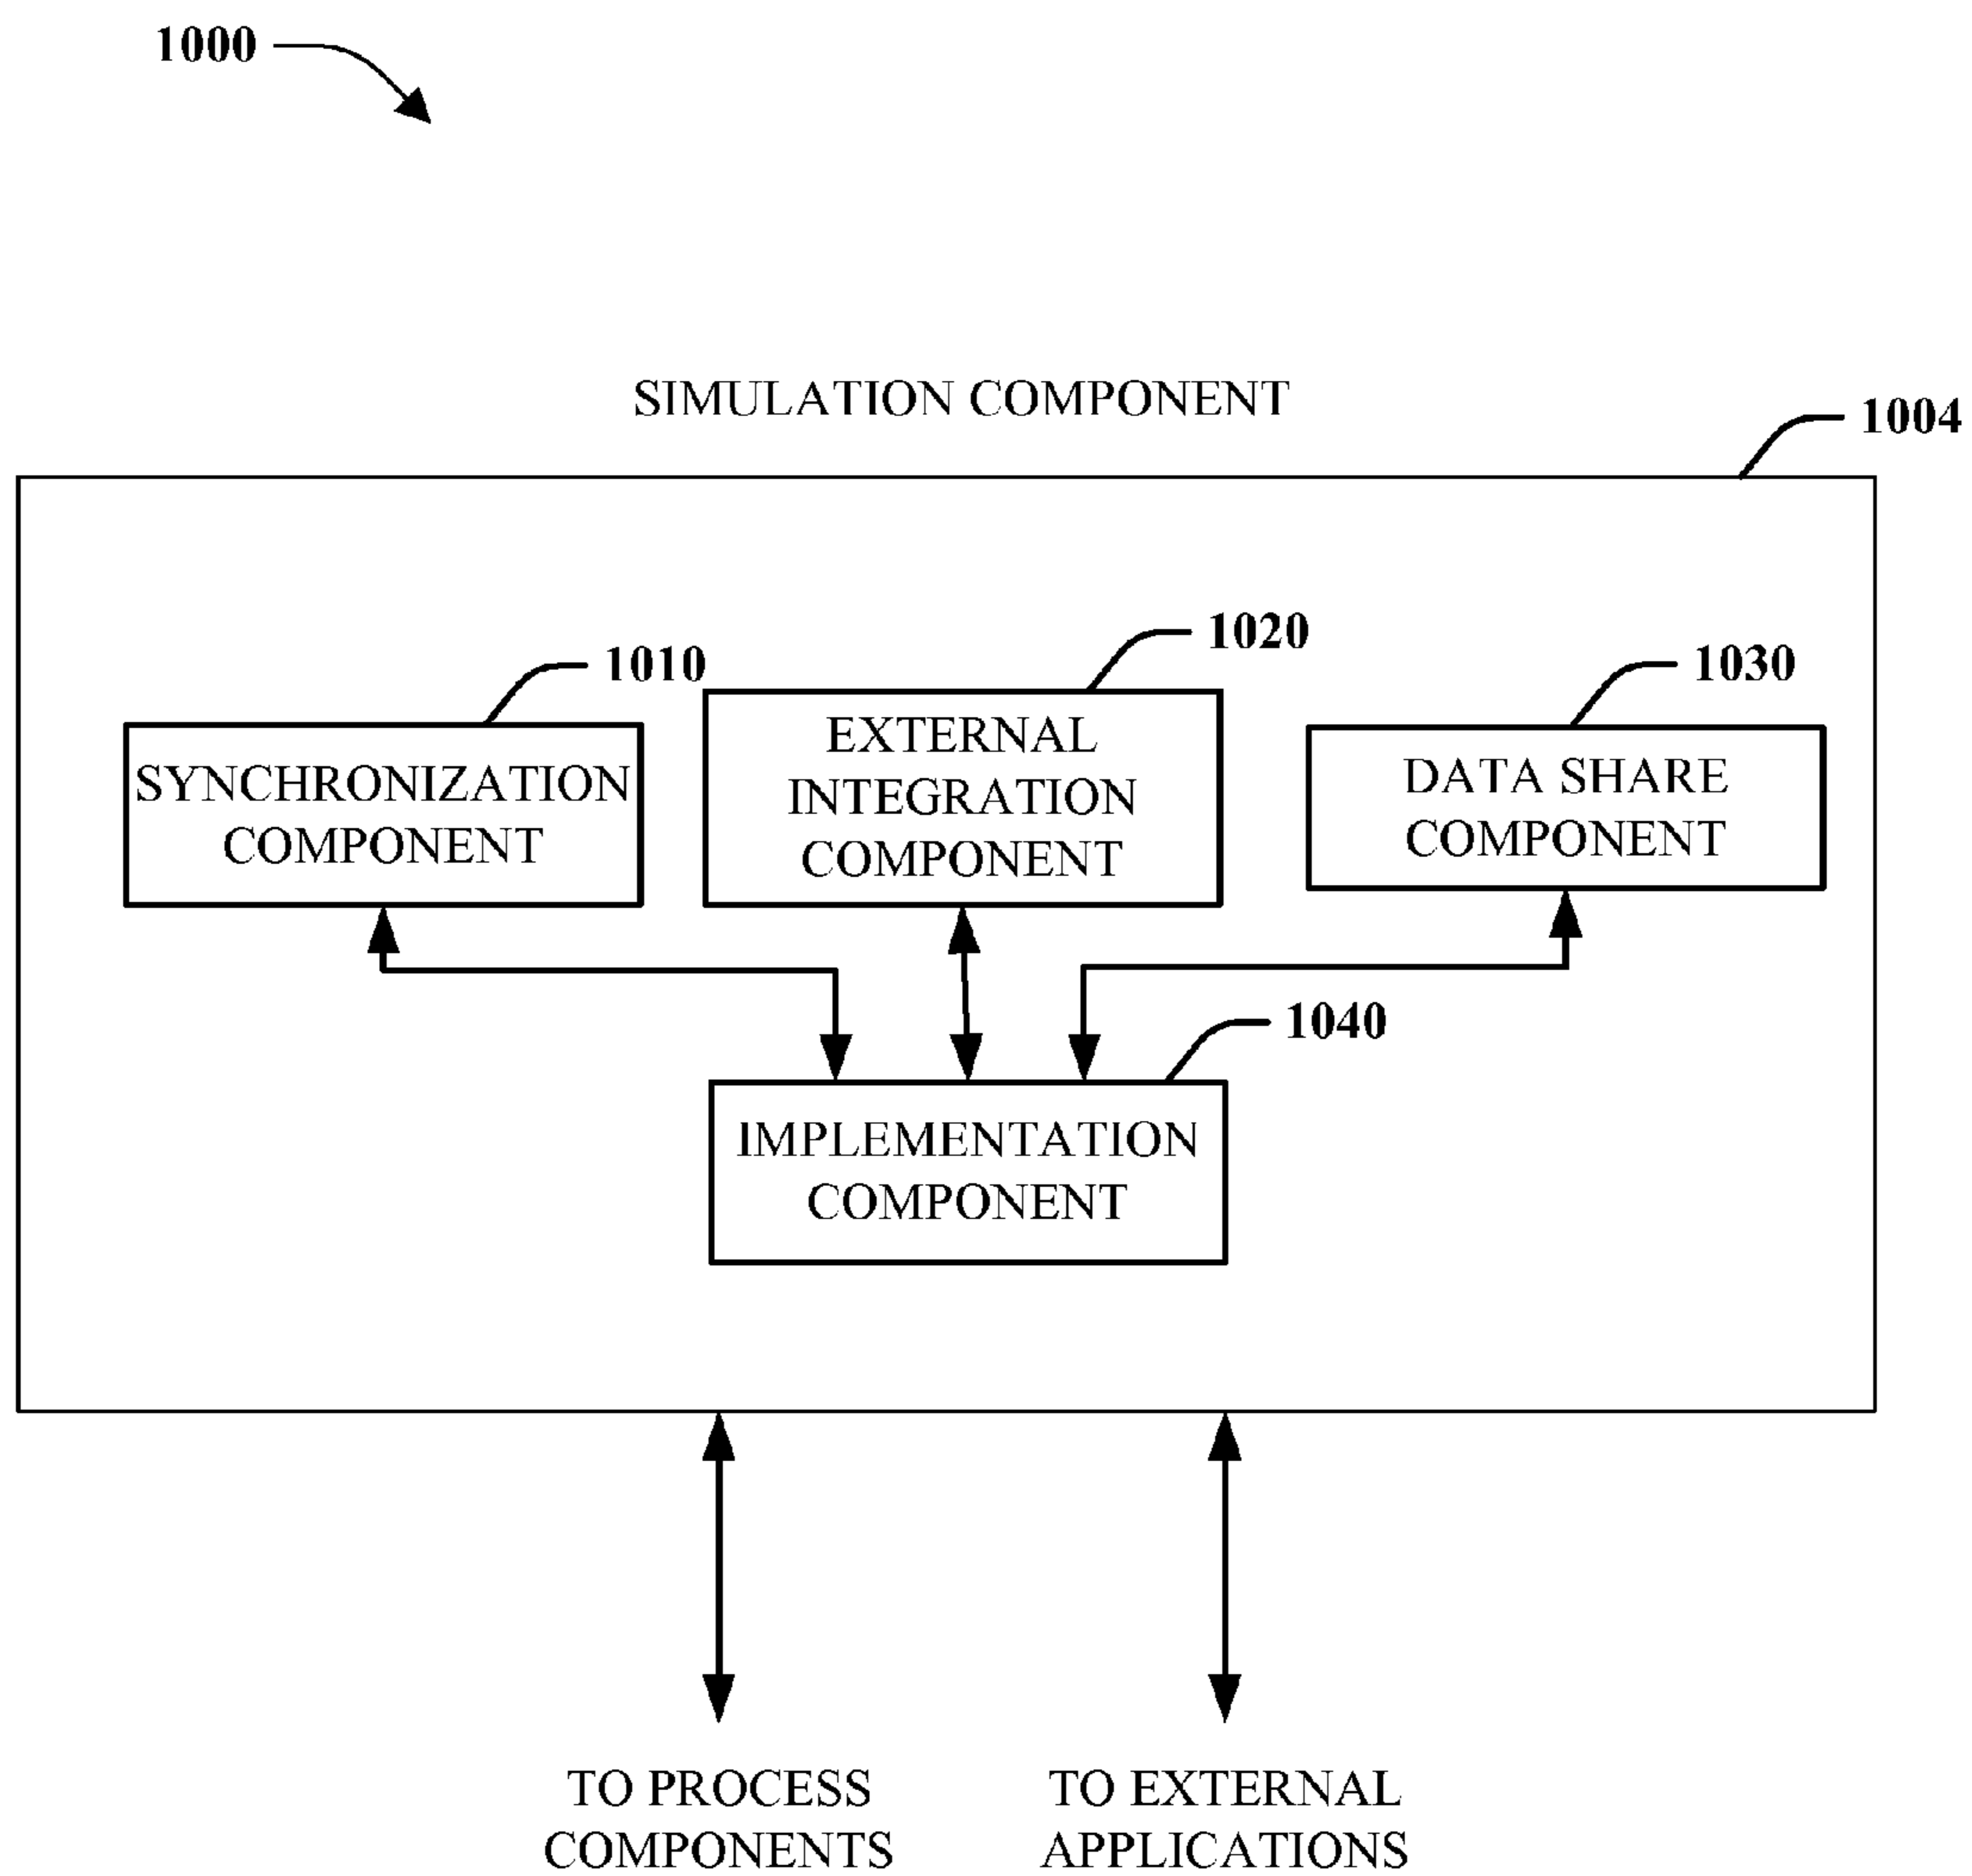 1000
SIMULATION COMPONENT
1004
1010
1020
1030
SYNCHRONIZATION
COMPONENT
EXTERNAL
INTEGRATION
COMPONENT
DATA SHARE
COMPONENT
1040
IMPLEMENTATION
COMPONENT
TO PROCESS
COMPONENTS
TO EXTERNAL
APPLICATIONS